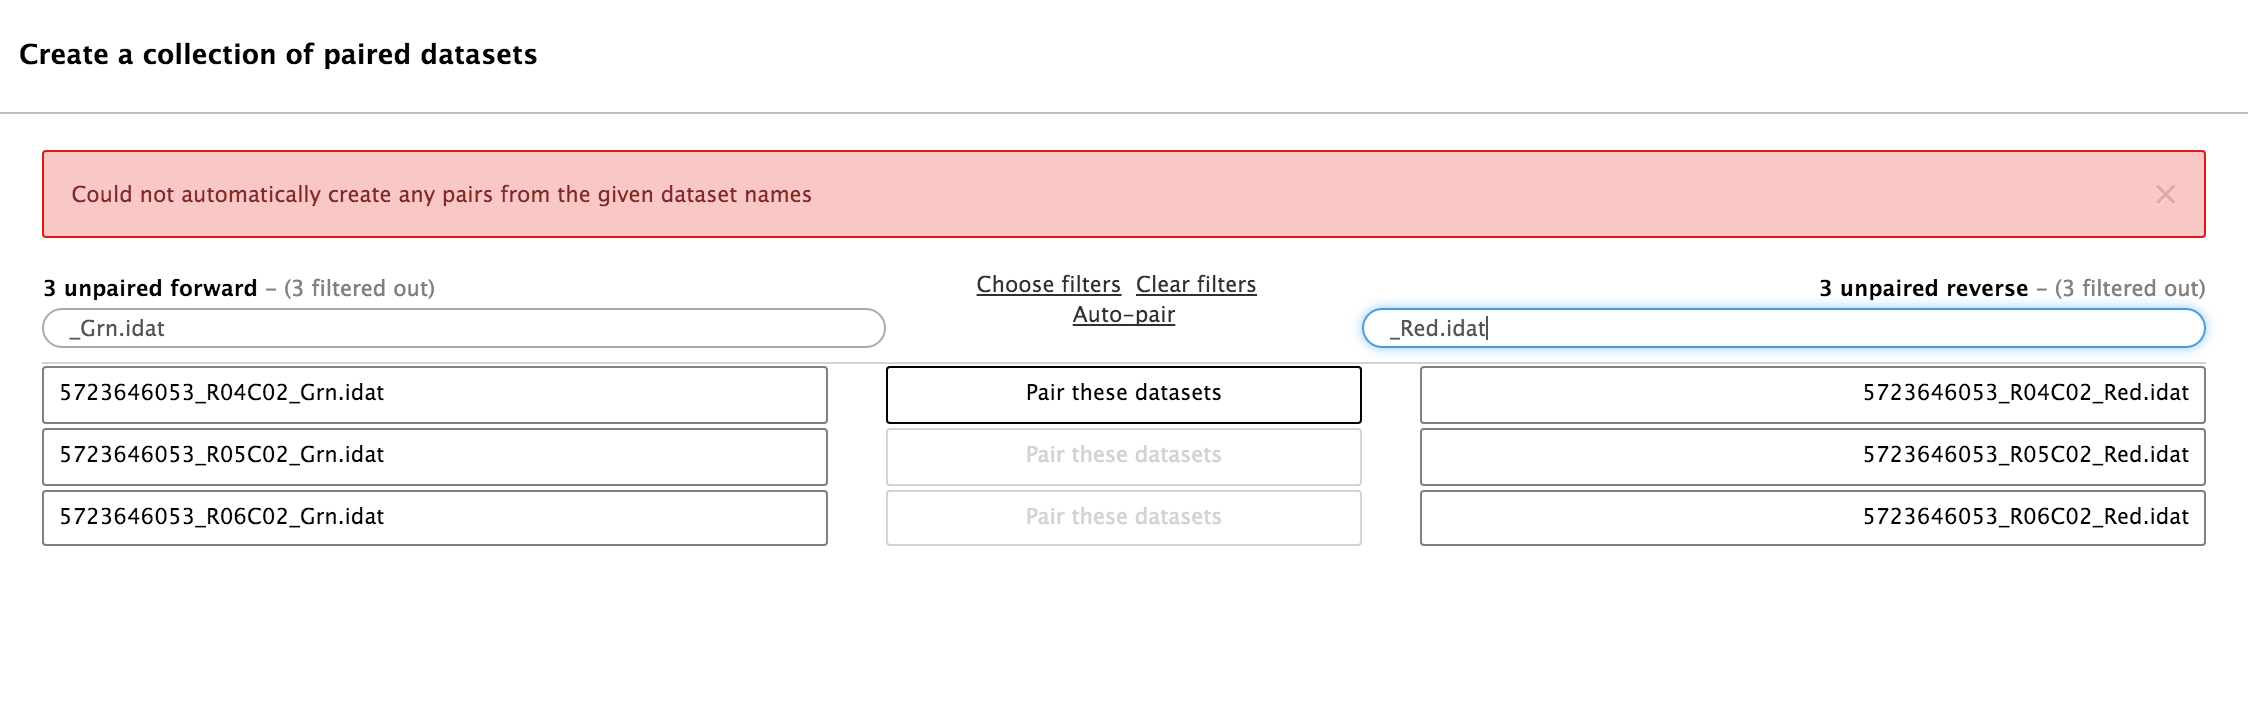 Create a collection of paired datasets
Could not automatically create any pairs from the given dataset names ×
3 unpaired forward – (3 filtered out)
Choose filters Clear filters
3 unpaired reverse – (3 filtered out)
Auto-pair
_Grn.idat
_Red.idat
5723646053_R04C02_Grn.idat Pair these datasets 5723646053_R04C02_Red.idat
5723646053_R05C02_Grn.idat Pair these datasets 5723646053_R05C02_Red.idat
5723646053_R06C02_Grn.idat Pair these datasets 5723646053_R06C02_Red.idat